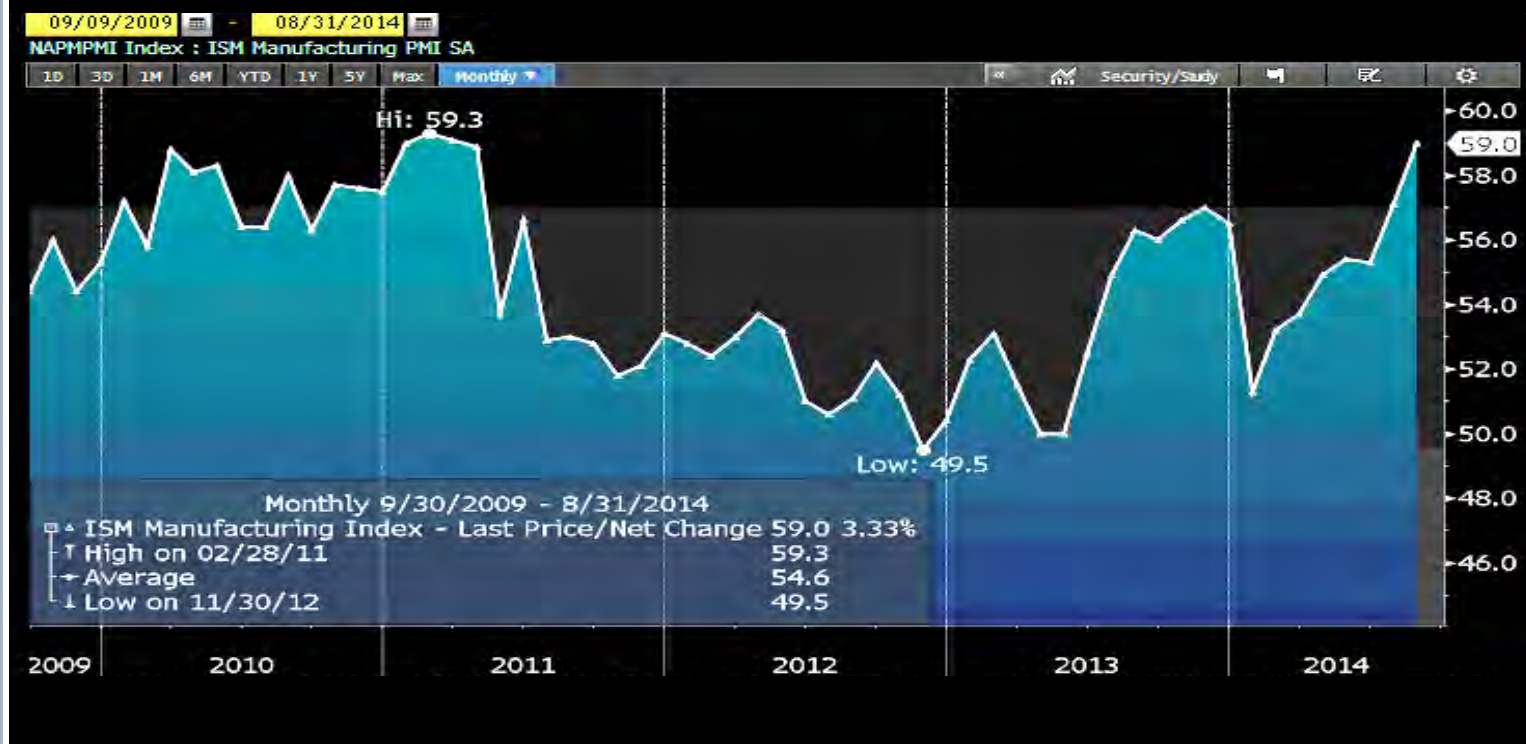 09/09/2009 - 08/31/2014
NAPMPMI Index : ISM Manufacturing PMI SA
1D 3D 1M 6M YTD 1Y 5Y Max Monthly ▼ « Security/Study
Hi: 59.3
60.0
59.0
58.0
56.0
54.0
52.0
50.0
Low: 49.5
48.0
46.0
Monthly 9/30/2009 - 8/31/2014
ISM Manufacturing Index - Last Price/Net Change 59.0 3.33%
High on 02/28/11 59.3
Average 54.6
Low on 11/30/12 49.5
2009 2010 2011 2012 2013 2014